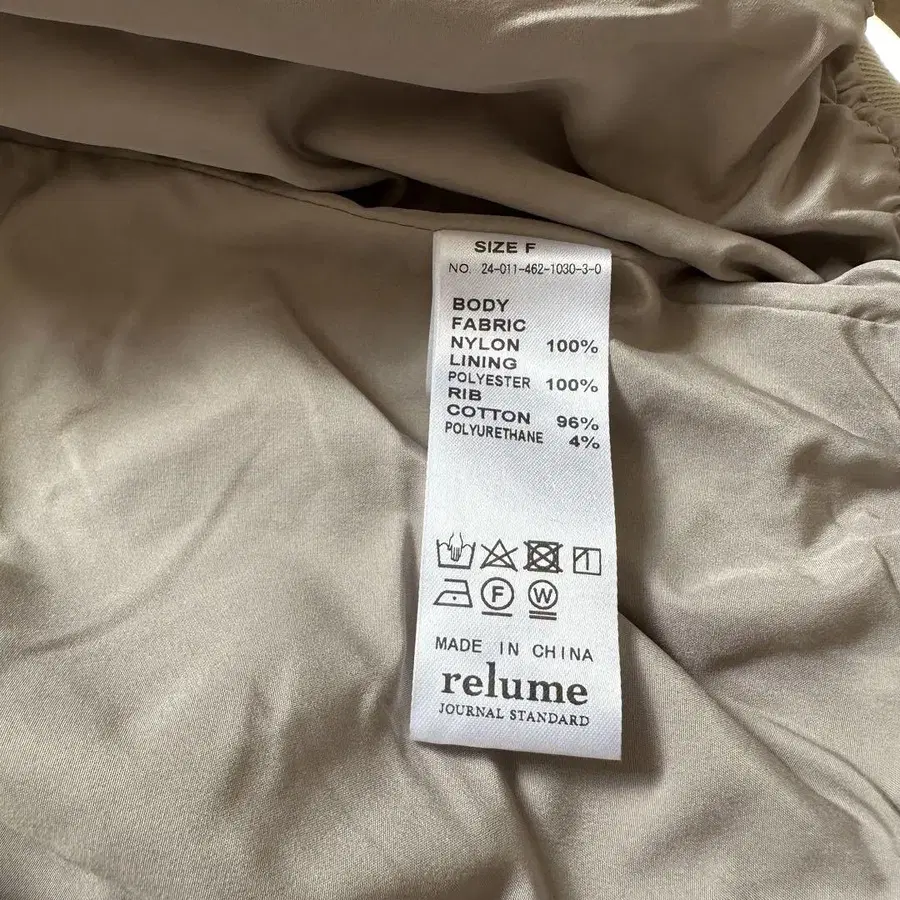 SIZE F
NO. 24-011-462-1030-3-0
BODY
FABRIC
NYLON 100%
LINING
POLYESTER 100%
RIB
COTTON 96%
POLYURETHANE 4%
F W
MADE IN CHINA
relume
JOURNAL STANDARD